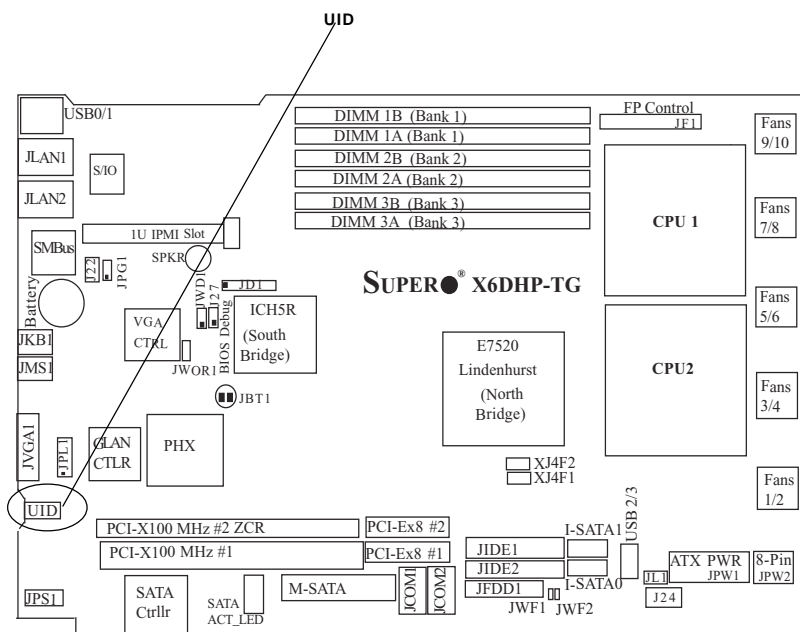 UID
USB0/1
JLAN1
JLAN2
S/IO
DIMM 1B (Bank 1)
DIMM 1A (Bank 1)
DIMM 2B (Bank 2)
DIMM 2A (Bank 2)
DIMM 3B (Bank 3)
DIMM 3A (Bank 3)
FP Control
JF1
Fans
9/10
CPU 1
Fans
7/8
1U IPMI Slot
SMBus
SPKR
J22
JPG1
Battery
JD1
JWD1
J27
SUPER® X6DHP-TG
VGA
CTRL
BIOS Debug
ICH5R
(South
Bridge)
Fans
5/6
JKB1
JMS1
JWOR1
E7520
Lindenhurst
(North
Bridge)
CPU2
JBT1
Fans
3/4
JVGA1
JPL1
GLAN
CTLR
PHX
XJ4F2
XJ4F1
Fans
1/2
UID
PCI-X100 MHz #2 ZCR
PCI-Ex8 #2
PCI-X100 MHz #1
PCI-Ex8 #1
JIDE1
I-SATA1
USB 2/3
JIDE2
I-SATA0
ATX PWR
JPW1
8-Pin
JPW2
JL1
J24
JPS1
SATA
Ctrllr
SATA
ACT_LED
M-SATA
JCOM1
JCOM2
JFDD1
JWF1
JWF2